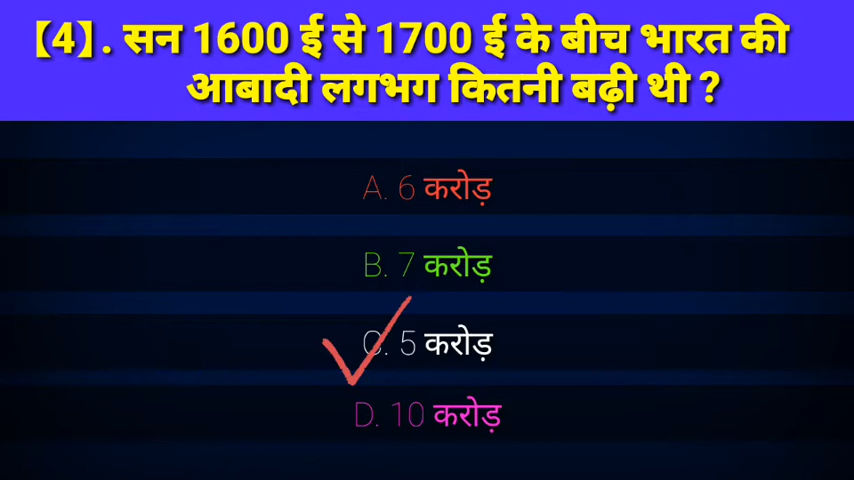 【4】. सन 1600 ई से 1700 ई के बीच भारत की
आबादी लगभग कितनी बढ़ी थी ?
A. 6 करोड़
B. 7 करोड़
C. 5 करोड़
D. 10 करोड़